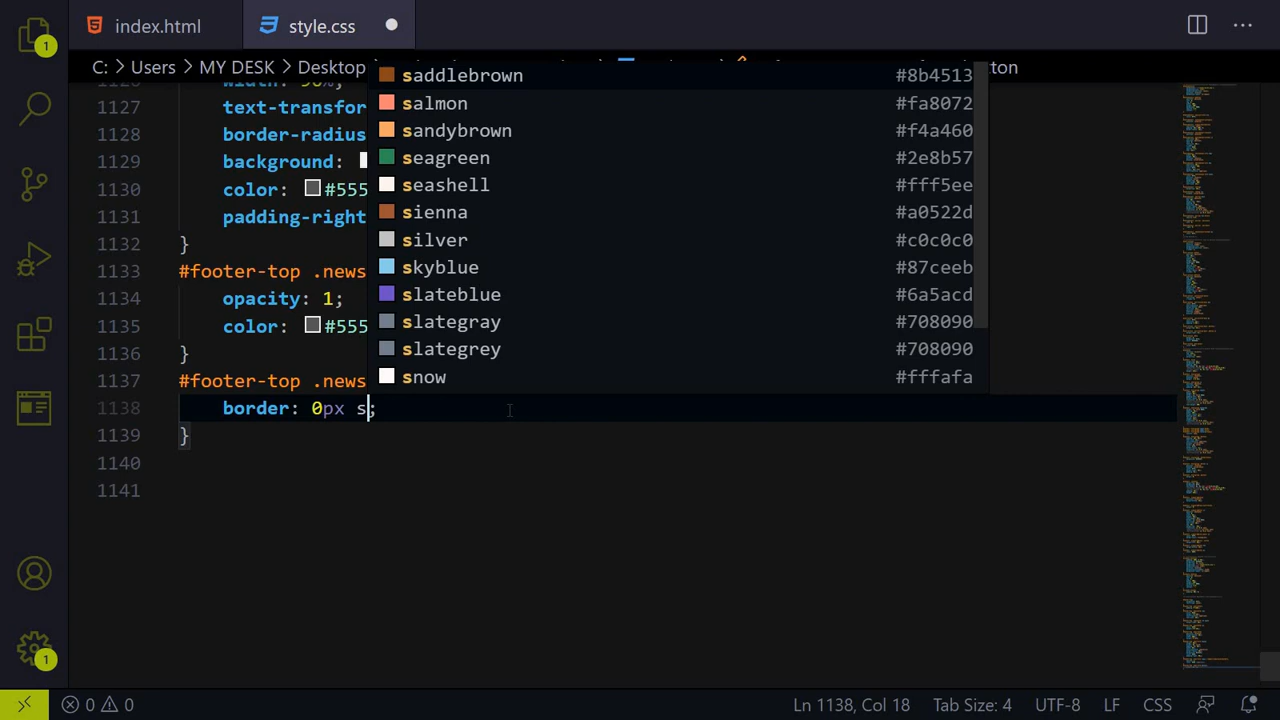 index.html
style.css
C: > Users > MY DESK > Desktop
ton
saddlebrown #8b4513
salmon #fa8072
sandybrown #f4a460
seagreen #2e8b57
seashell #fff5ee
sienna #a0522d
silver #c0c0c0
skyblue #87ceeb
slateblue #6a5acd
slategray #708090
slategrey #708090
snow #fffafa
1127 text-transfor
1128 border-radius
1129 background:
1130 color: #555
1131 padding-right
1132 }
1133 #footer-top .news
1134 opacity: 1;
1135 color: #555
1136 }
1137 #footer-top .news
1138 border: 0px s;
1139 }
1140
1141
1
1
0 0 Ln 1138, Col 18 Tab Size: 4 UTF-8 LF CSS